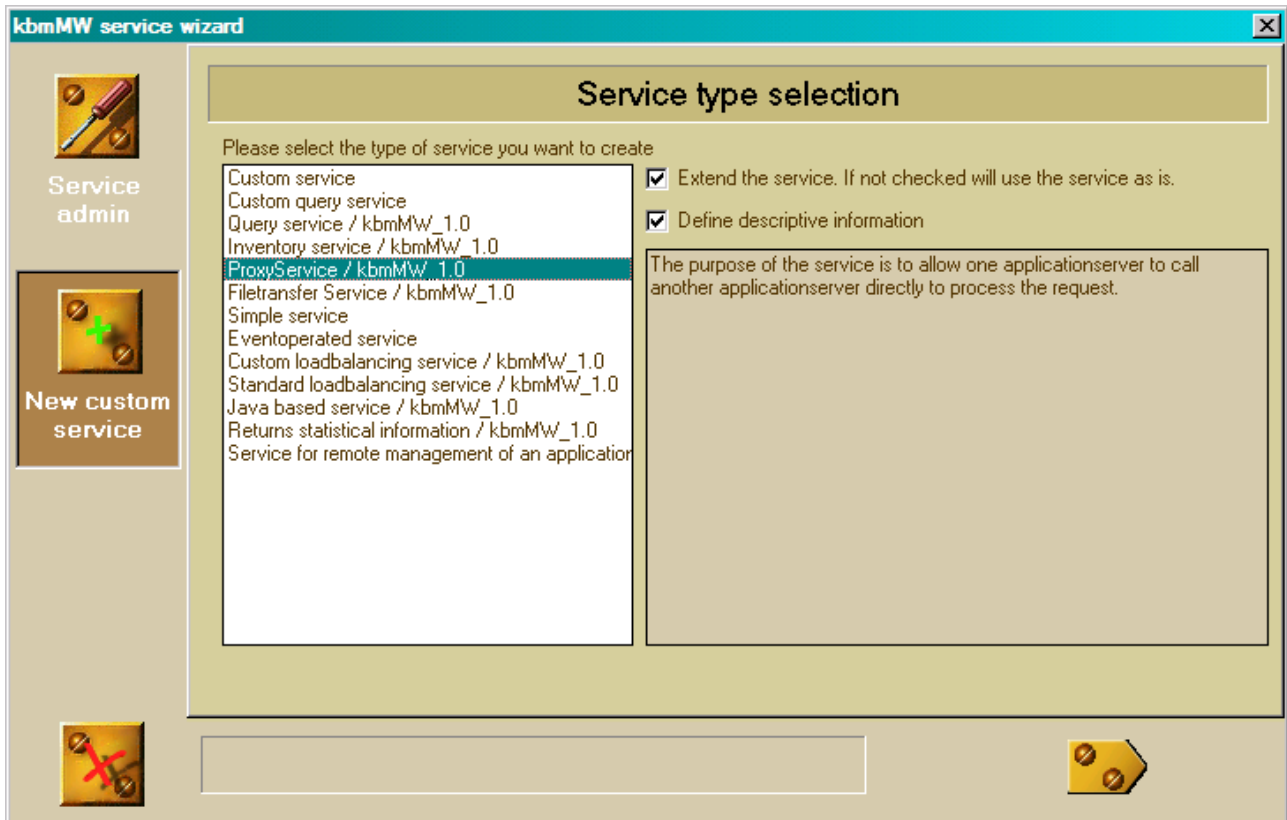 kbmMW service wizard
Service type selection
Service
admin
New custom
service
Please select the type of service you want to create
Custom service
Custom query service
Query service / kbmMW_1.0
Inventory service / kbmMW_1.0
ProxyService / kbmMW_1.0
Filetransfer Service / kbmMW_1.0
Simple service
Eventoperated service
Custom loadbalancing service / kbmMW_1.0
Standard loadbalancing service / kbmMW_1.0
Java based service / kbmMW_1.0
Returns statistical information / kbmMW_1.0
Service for remote management of an application
Extend the service. If not checked will use the service as is.
Define descriptive information
The purpose of the service is to allow one applicationserver to call
another applicationserver directly to process the request.